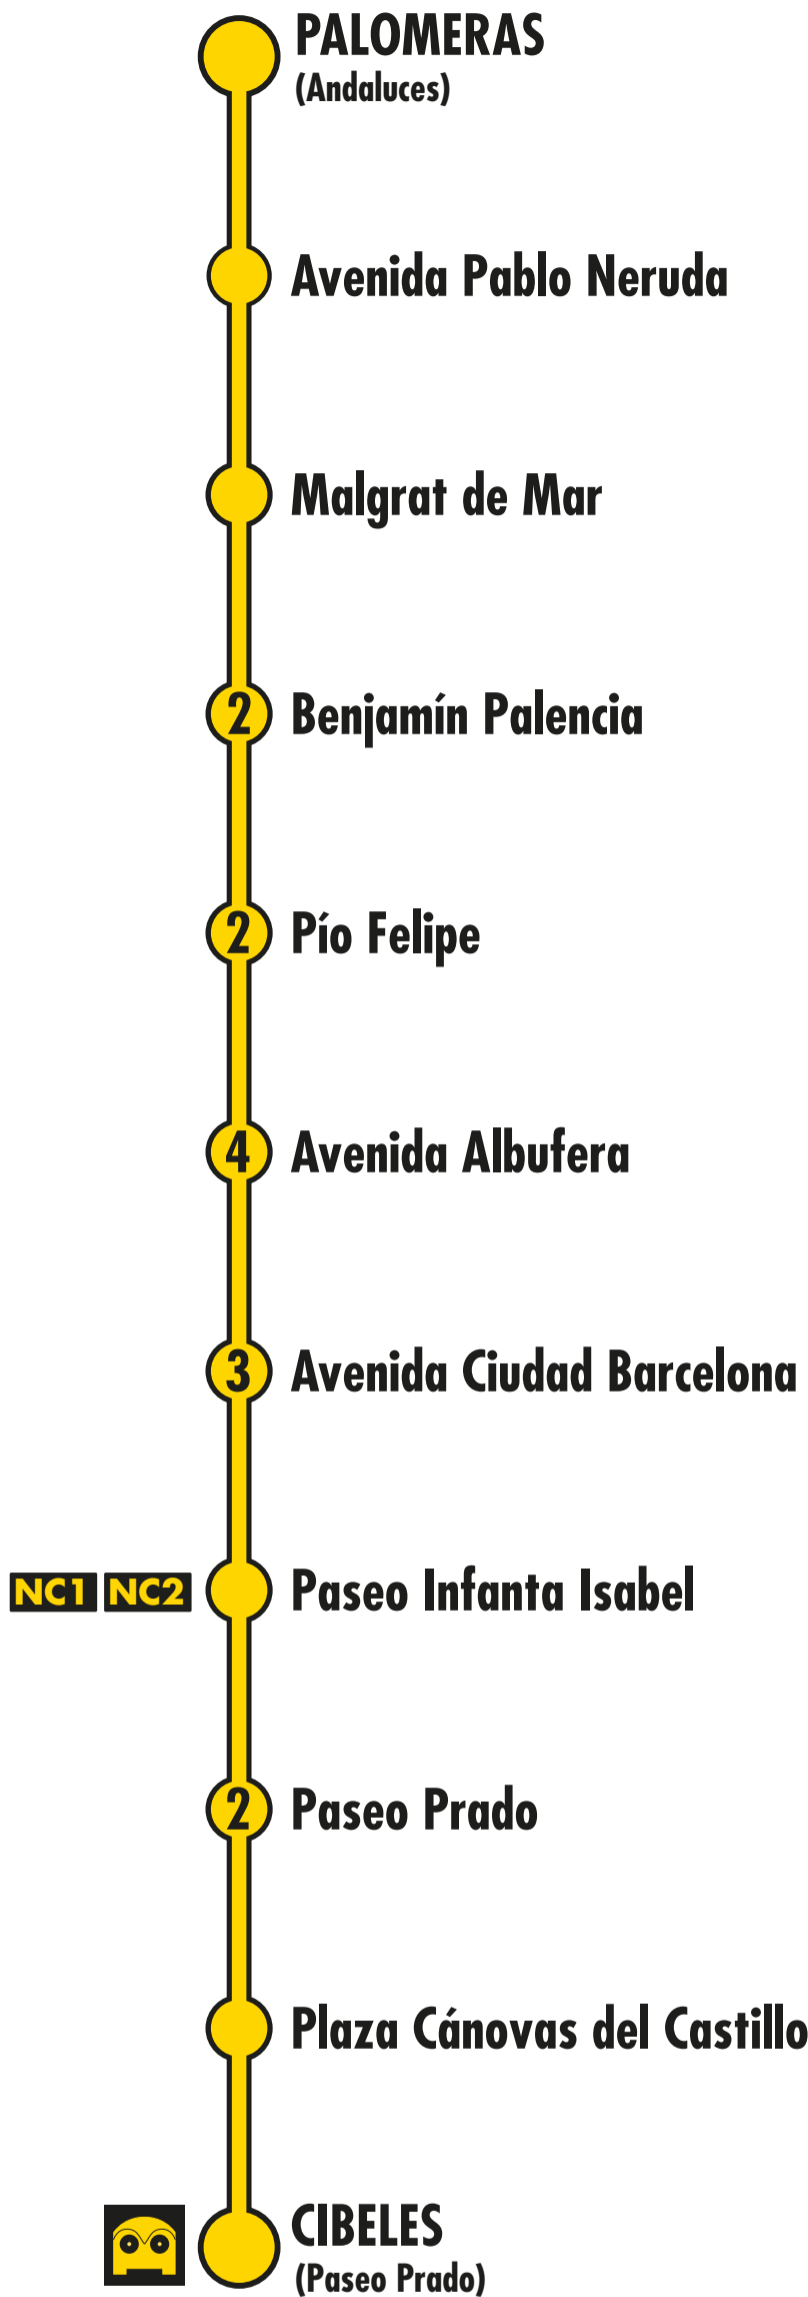 PALOMERAS
(Andaluces)
Avenida Pablo Neruda
Malgrat de Mar
2 Benjamín Palencia
2 Pío Felipe
4 Avenida Albufera
3 Avenida Ciudad Barcelona
NC1 NC2 Paseo Infanta Isabel
2 Paseo Prado
Plaza Cánovas del Castillo
CIBELES
(Paseo Prado)